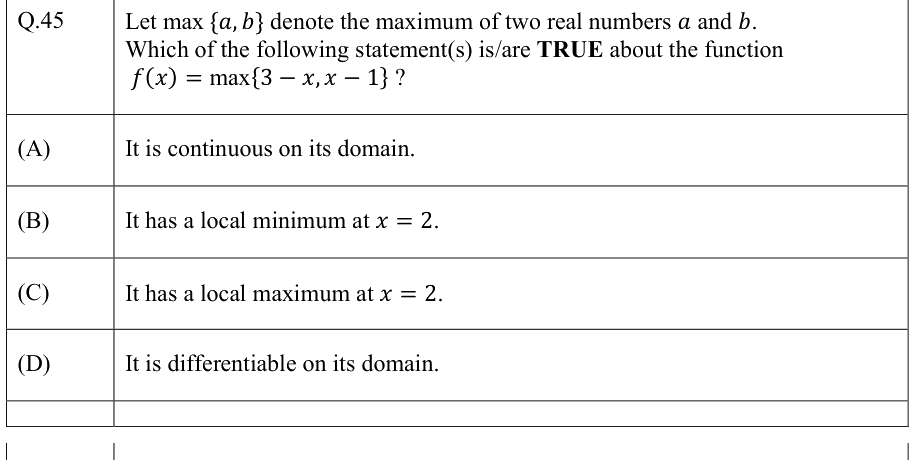 Q.45 Let max {a, b} denote the maximum of two real numbers a and b.
Which of the following statement(s) is/are TRUE about the function
f(x) = max{3 − x, x − 1} ?
(A) It is continuous on its domain.
(B) It has a local minimum at x = 2.
(C) It has a local maximum at x = 2.
(D) It is differentiable on its domain.